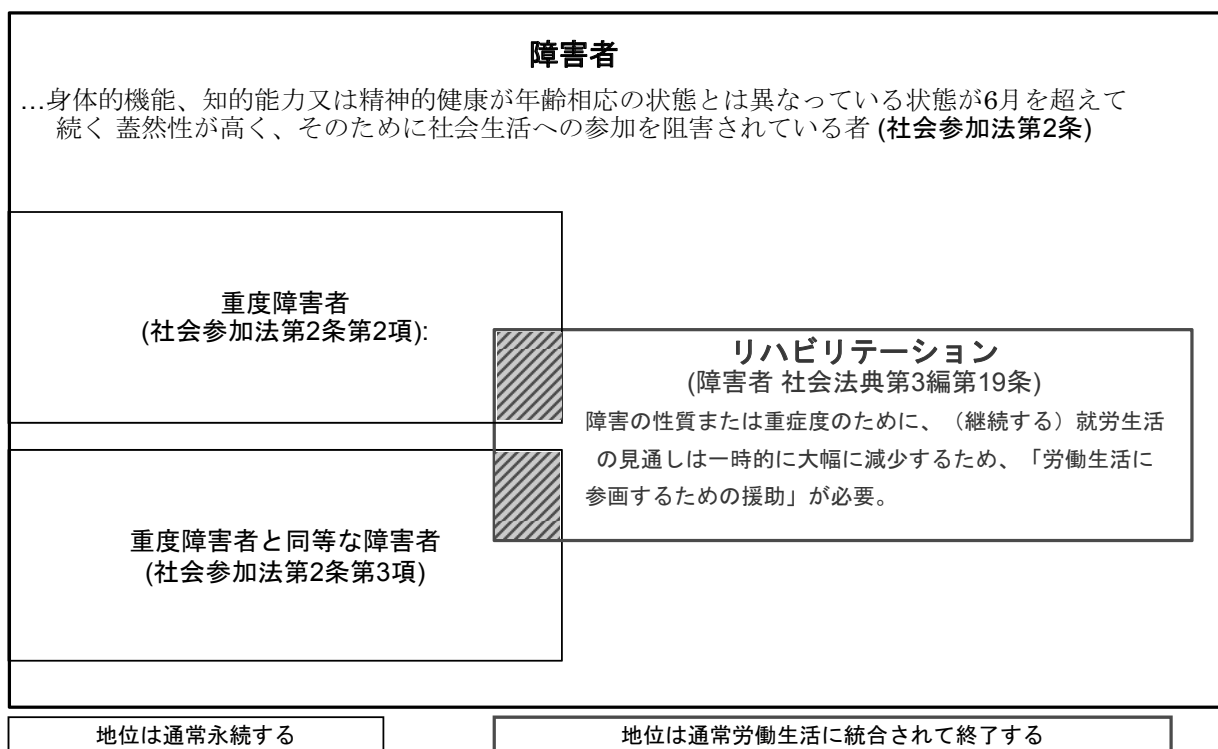 障害者
…身体的機能、知的能力又は精神的健康が年齢相応の状態とは異なっている状態が6月を超えて
続く 蓋然性が高く、そのために社会生活への参加を阻害されている者 (社会参加法第2条)
重度障害者
(社会参加法第2条第2項):
リハビリテーション
(障害者 社会法典第3編第19条)
障害の性質または重症度のために、（継続する）就労生活
の見通しは一時的に大幅に減少するため、「労働生活に
参画するための援助」が必要。
重度障害者と同等な障害者
(社会参加法第2条第3項)
地位は通常永続する
地位は通常労働生活に統合されて終了する